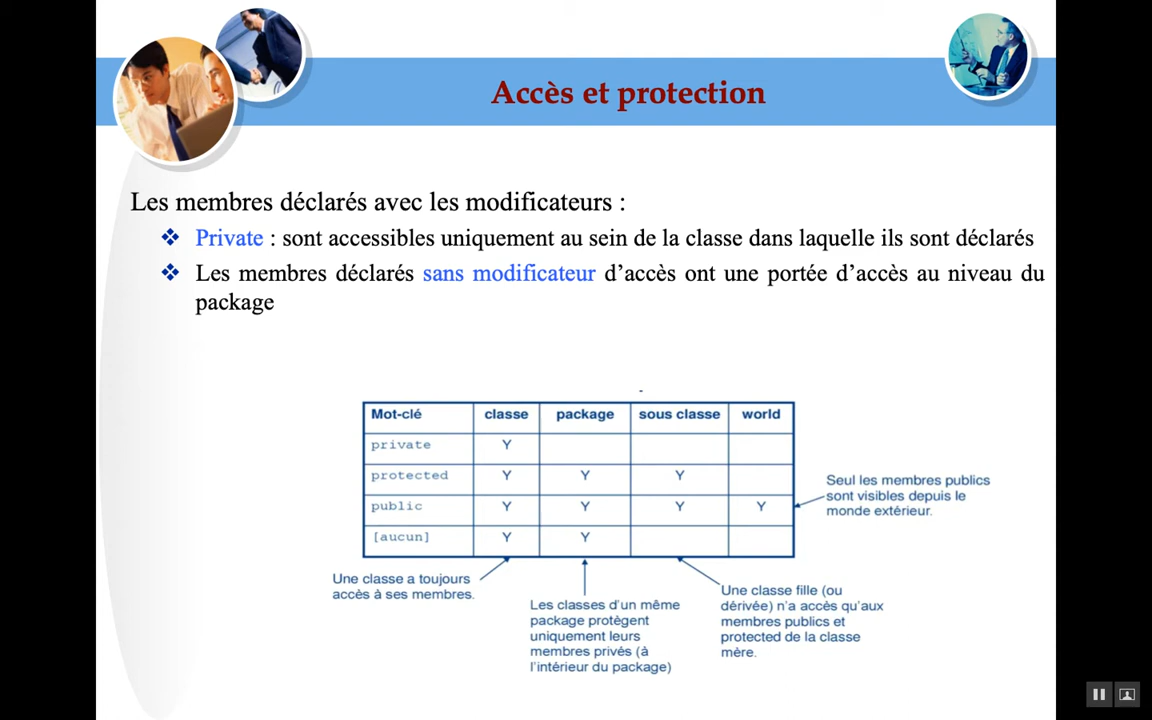 Accès et protection
Les membres déclarés avec les modificateurs :
Private : sont accessibles uniquement au sein de la classe dans laquelle ils sont déclarés
Les membres déclarés sans modificateur d’accès ont une portée d’accès au niveau du
package
Mot-clé classe package sous classe world
private Y
protected Y Y Y
public Y Y Y Y
[aucun] Y Y
Seul les membres publics
sont visibles depuis le
monde extérieur.
Une classe a toujours
accès à ses membres.
Les classes d’un même
package protègent
uniquement leurs
membres privés (à
l’intérieur du package)
Une classe fille (ou
dérivée) n’a accès qu’aux
membres publics et
protected de la classe
mère.